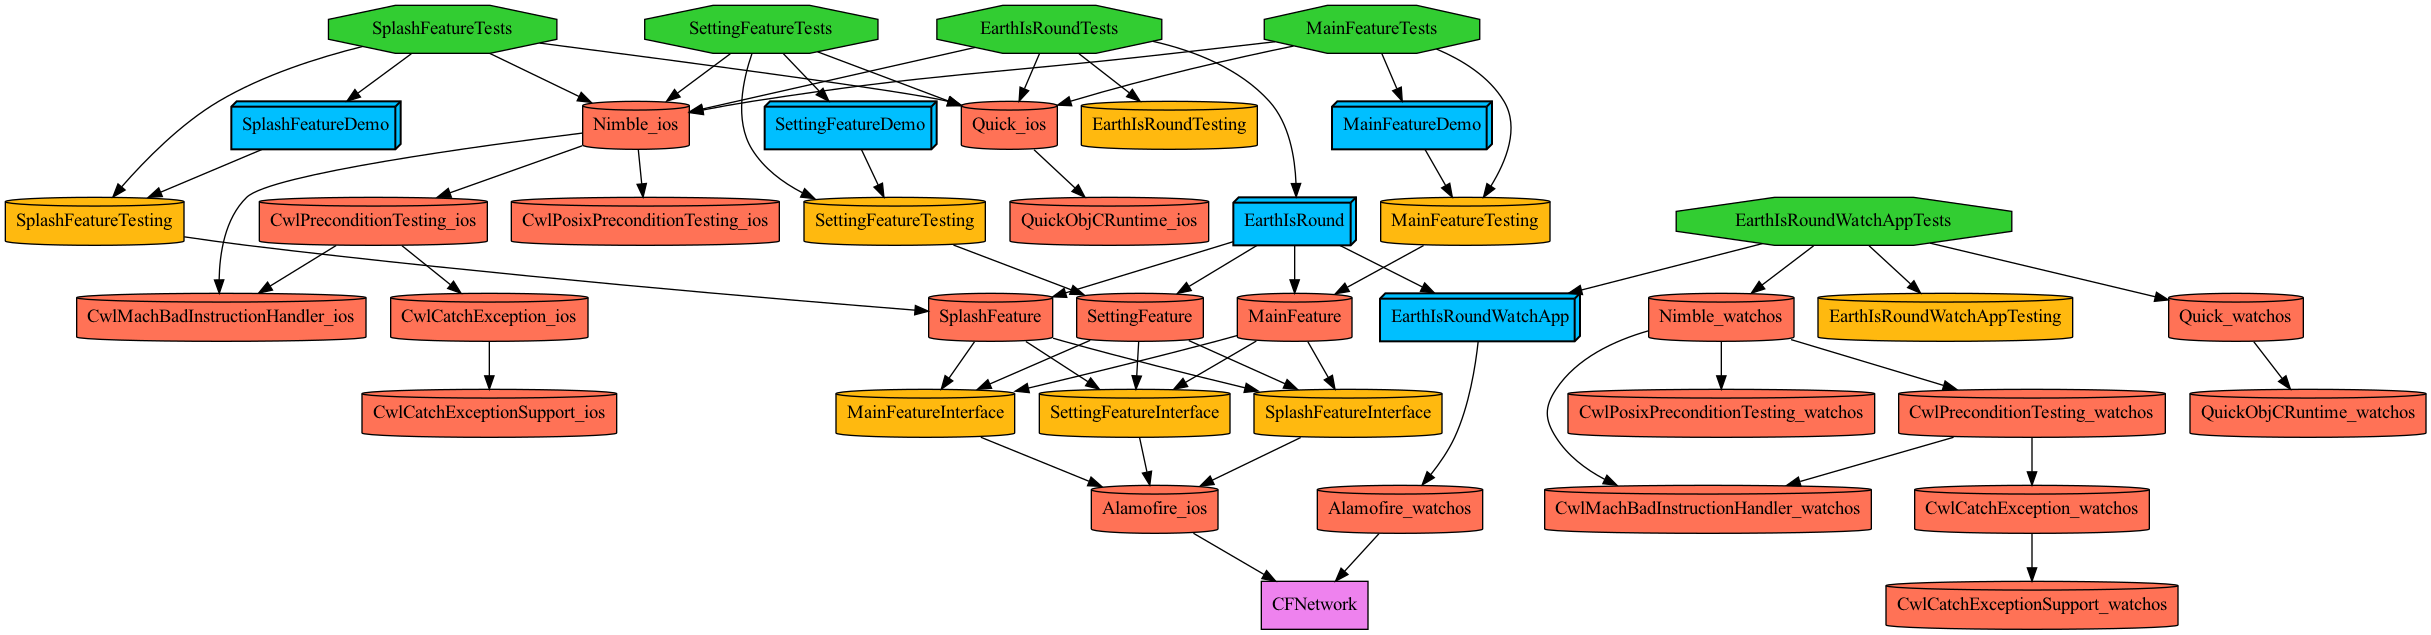 SplashFeatureTests
SettingFeatureTests
EarthIsRoundTests
MainFeatureTests
SplashFeatureDemo
Nimble_ios
SettingFeatureDemo
Quick_ios
EarthIsRoundTesting
MainFeatureDemo
SplashFeatureTesting
CwlPreconditionTesting_ios
CwlPosixPreconditionTesting_ios
SettingFeatureTesting
QuickObjCRuntime_ios
EarthIsRound
MainFeatureTesting
EarthIsRoundWatchAppTests
CwlMachBadInstructionHandler_ios
CwlCatchException_ios
SplashFeature
SettingFeature
MainFeature
EarthIsRoundWatchApp
Nimble_watchos
EarthIsRoundWatchAppTesting
Quick_watchos
CwlCatchExceptionSupport_ios
MainFeatureInterface
SettingFeatureInterface
SplashFeatureInterface
CwlPosixPreconditionTesting_watchos
CwlPreconditionTesting_watchos
QuickObjCRuntime_watchos
Alamofire_ios
Alamofire_watchos
CwlMachBadInstructionHandler_watchos
CwlCatchException_watchos
CFNetwork
CwlCatchExceptionSupport_watchos